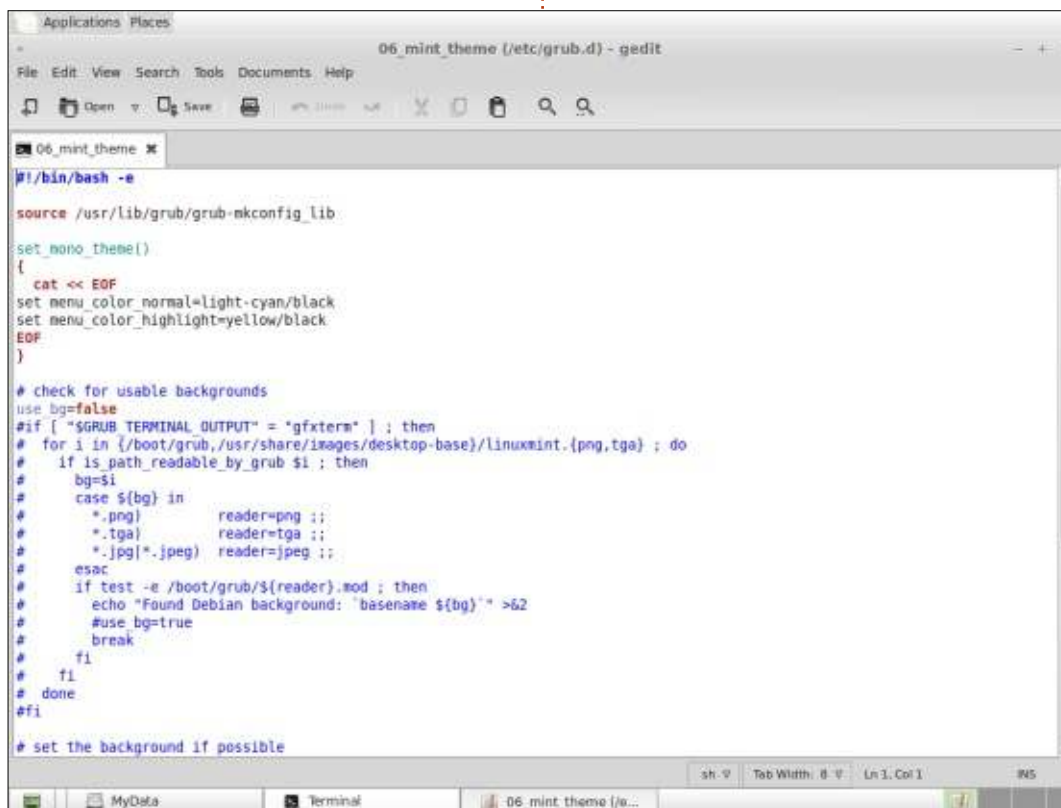 Applications Places
06_mint_theme (/etc/grub.d) - gedit
File Edit View Search Tools Documents Help
Open Save Undo
06_mint_theme
#!/bin/bash -e
source /usr/lib/grub/grub-mkconfig_lib
set_mono_theme()
{
  cat << EOF
set menu_color_normal=light-cyan/black
set menu_color_highlight=yellow/black
EOF
}
# check for usable backgrounds
use_bg=false
#if [ "$GRUB_TERMINAL_OUTPUT" = "gfxterm" ] ; then
#  for i in {/boot/grub,/usr/share/images/desktop-base}/linuxmint.{png,tga} ; do
#    if is_path_readable_by_grub $i ; then
#      bg=$i
#      case ${bg} in
#        *.png)          reader=png ;;
#        *.tga)          reader=tga ;;
#        *.jpg|*.jpeg)  reader=jpeg ;;
#      esac
#      if test -e /boot/grub/${reader}.mod ; then
#        echo "Found Debian background: `basename ${bg}`" >&2
#        #use_bg=true
#        break
#      fi
#    fi
#  done
#fi
# set the background if possible
sh Tab Width: 8 Ln 1, Col 1 INS
MyData Terminal 06_mint_theme (/e...